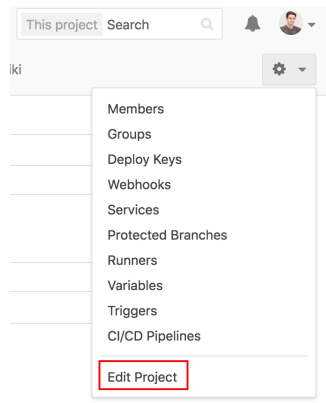 This project Search
iki
Members
Groups
Deploy Keys
Webhooks
Services
Protected Branches
Runners
Variables
Triggers
CI/CD Pipelines
Edit Project